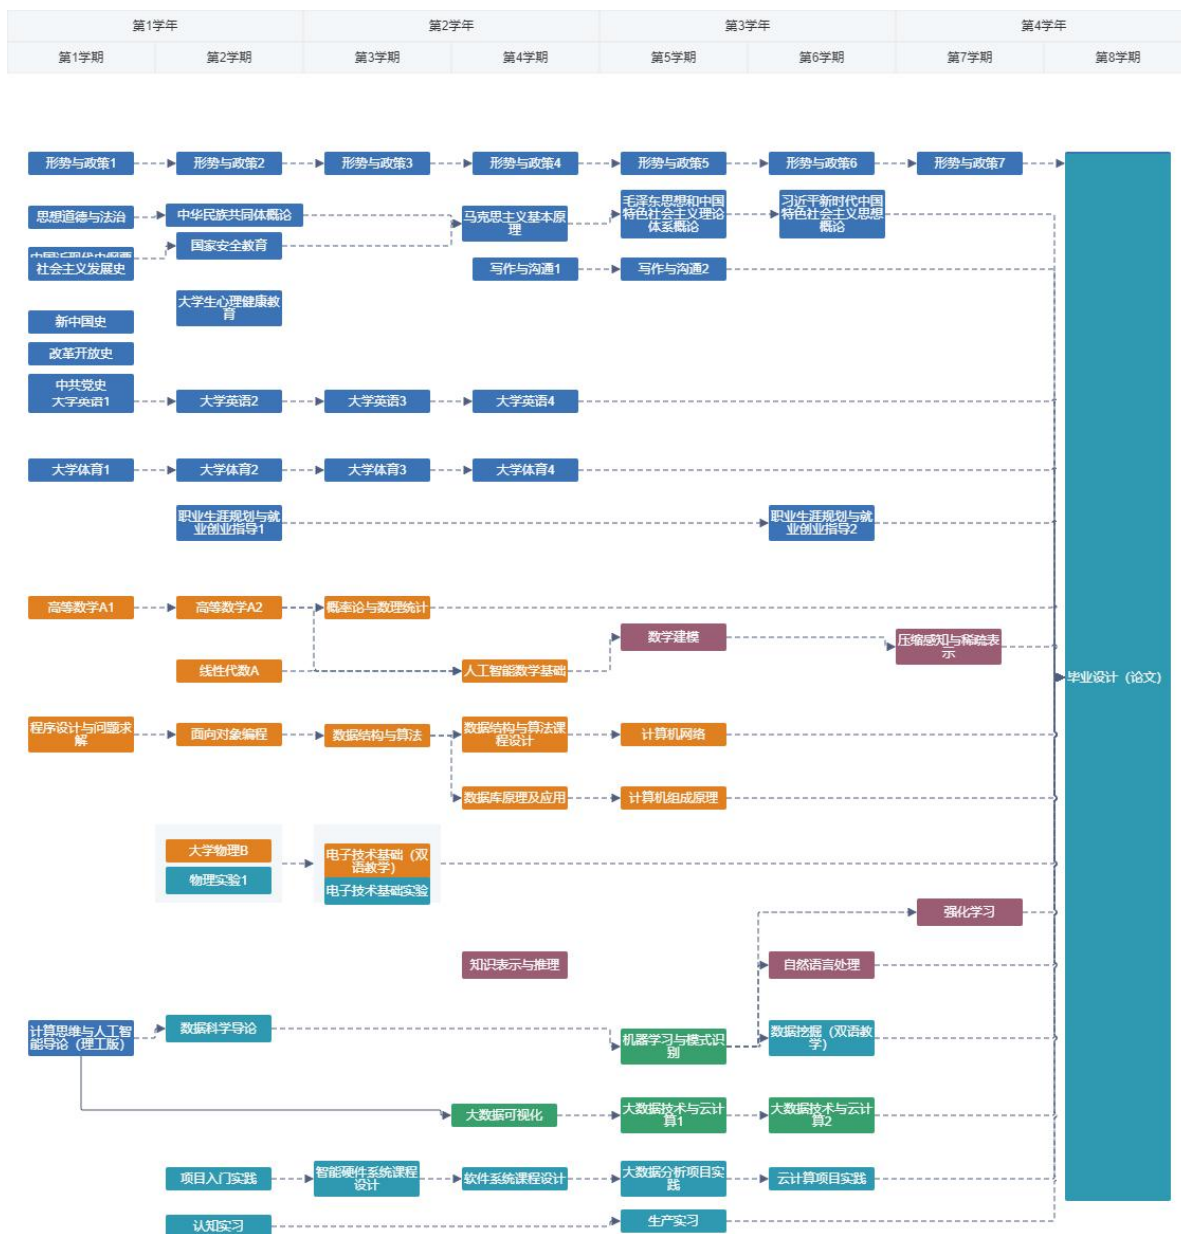 第1学年
第2学年
第3学年
第4学年
第1学期
第2学期
第3学期
第4学期
第5学期
第6学期
第7学期
第8学期
形势与政策1
形势与政策2
形势与政策3
形势与政策4
形势与政策5
形势与政策6
形势与政策7
思想道德与法治
中华民族共同体概论
马克思主义基本原
理
毛泽东思想和中国
特色社会主义理论
体系概论
习近平新时代中国
特色社会主义思想
概论
国家安全教育
社会主义发展史
写作与沟通1
写作与沟通2
大学生心理健康教
育
新中国史
改革开放史
中共党史
大学英语1
大学英语2
大学英语3
大学英语4
大学体育1
大学体育2
大学体育3
大学体育4
职业生涯规划与就
业创业指导1
职业生涯规划与就
业创业指导2
高等数学A1
高等数学A2
概率论与数理统计
数学建模
压缩感知与稀疏表
示
线性代数A
人工智能数学基础
毕业设计（论文）
程序设计与问题求
解
面向对象编程
数据结构与算法
数据结构与算法课
程设计
计算机网络
数据库原理及应用
计算机组成原理
大学物理B
物理实验1
电子技术基础（双
语教学）
电子技术基础实验
强化学习
知识表示与推理
自然语言处理
计算思维与人工智
能导论（理工版）
数据科学导论
机器学习与模式识
别
数据挖掘（双语教
学）
大数据可视化
大数据技术与云计
算1
大数据技术与云计
算2
项目入门实践
智能硬件系统课程
设计
软件系统课程设计
大数据分析项目实
践
云计算项目实践
认知实习
生产实习